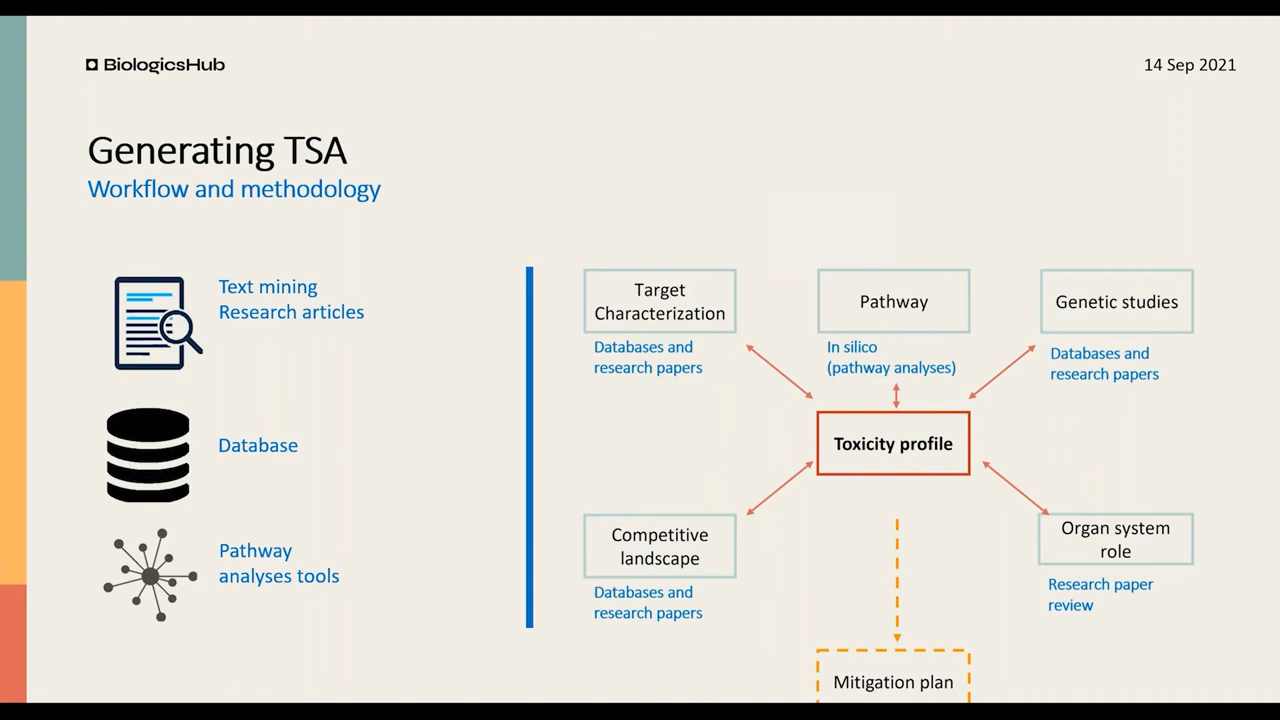 BiologicsHub
14 Sep 2021
Generating TSA
Workflow and methodology
Text mining
Research articles
Database
Pathway
analyses tools
Target
Characterization
Databases and
research papers
Pathway
In silico
(pathway analyses)
Genetic studies
Databases and
research papers
Toxicity profile
Competitive
landscape
Databases and
research papers
Organ system
role
Research paper
review
Mitigation plan